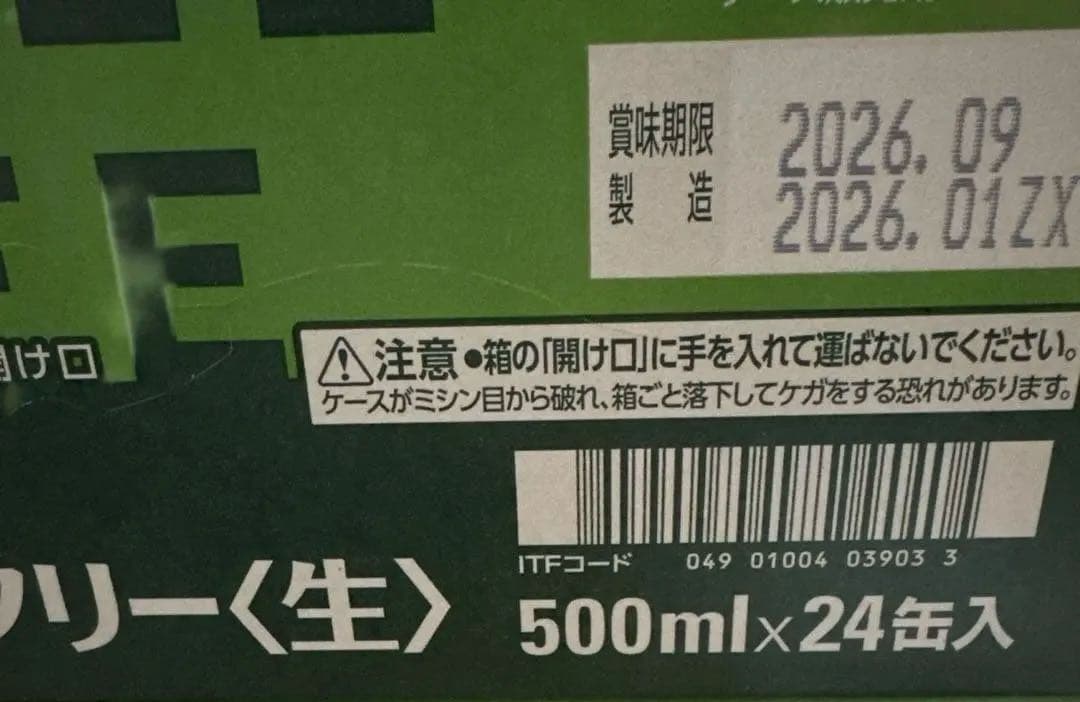 賞味期限 2026.09
製造 2026.01ZX
開け口
⚠注意 ●箱の「開け口」に手を入れて運ばないでください。
ケースがミシン目から破れ、箱ごと落下してケガをする恐れがあります。
ITFコード 049 01004 03903 3
リー〈生〉
500ml×24缶入